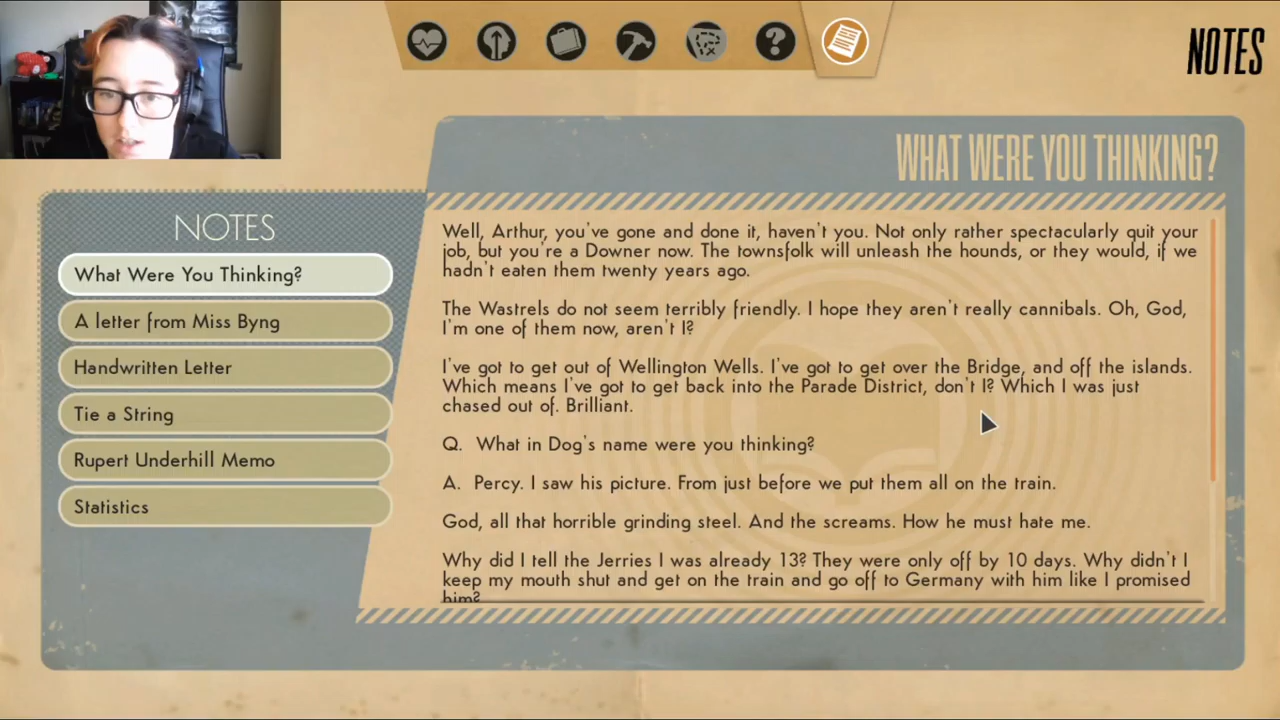 NOTES
WHAT WERE YOU THINKING?
NOTES
What Were You Thinking?
A letter from Miss Byng
Handwritten Letter
Tie a String
Rupert Underhill Memo
Statistics
Well, Arthur, you've gone and done it, haven't you. Not only rather spectacularly quit your
job, but you're a Downer now. The townsfolk will unleash the hounds, or they would, if we
hadn't eaten them twenty years ago.
The Wastrels do not seem terribly friendly. I hope they aren't really cannibals. Oh, God,
I'm one of them now, aren't I?
I've got to get out of Wellington Wells. I've got to get over the Bridge, and off the islands.
Which means I've got to get back into the Parade District, don't I? Which I was just
chased out of. Brilliant.
Q. What in Dog's name were you thinking?
A. Percy. I saw his picture. From just before we put them all on the train.
God, all that horrible grinding steel. And the screams. How he must hate me.
Why did I tell the Jerries I was already 13? They were only off by 10 days. Why didn't I
keep my mouth shut and get on the train and go off to Germany with him like I promised
him?